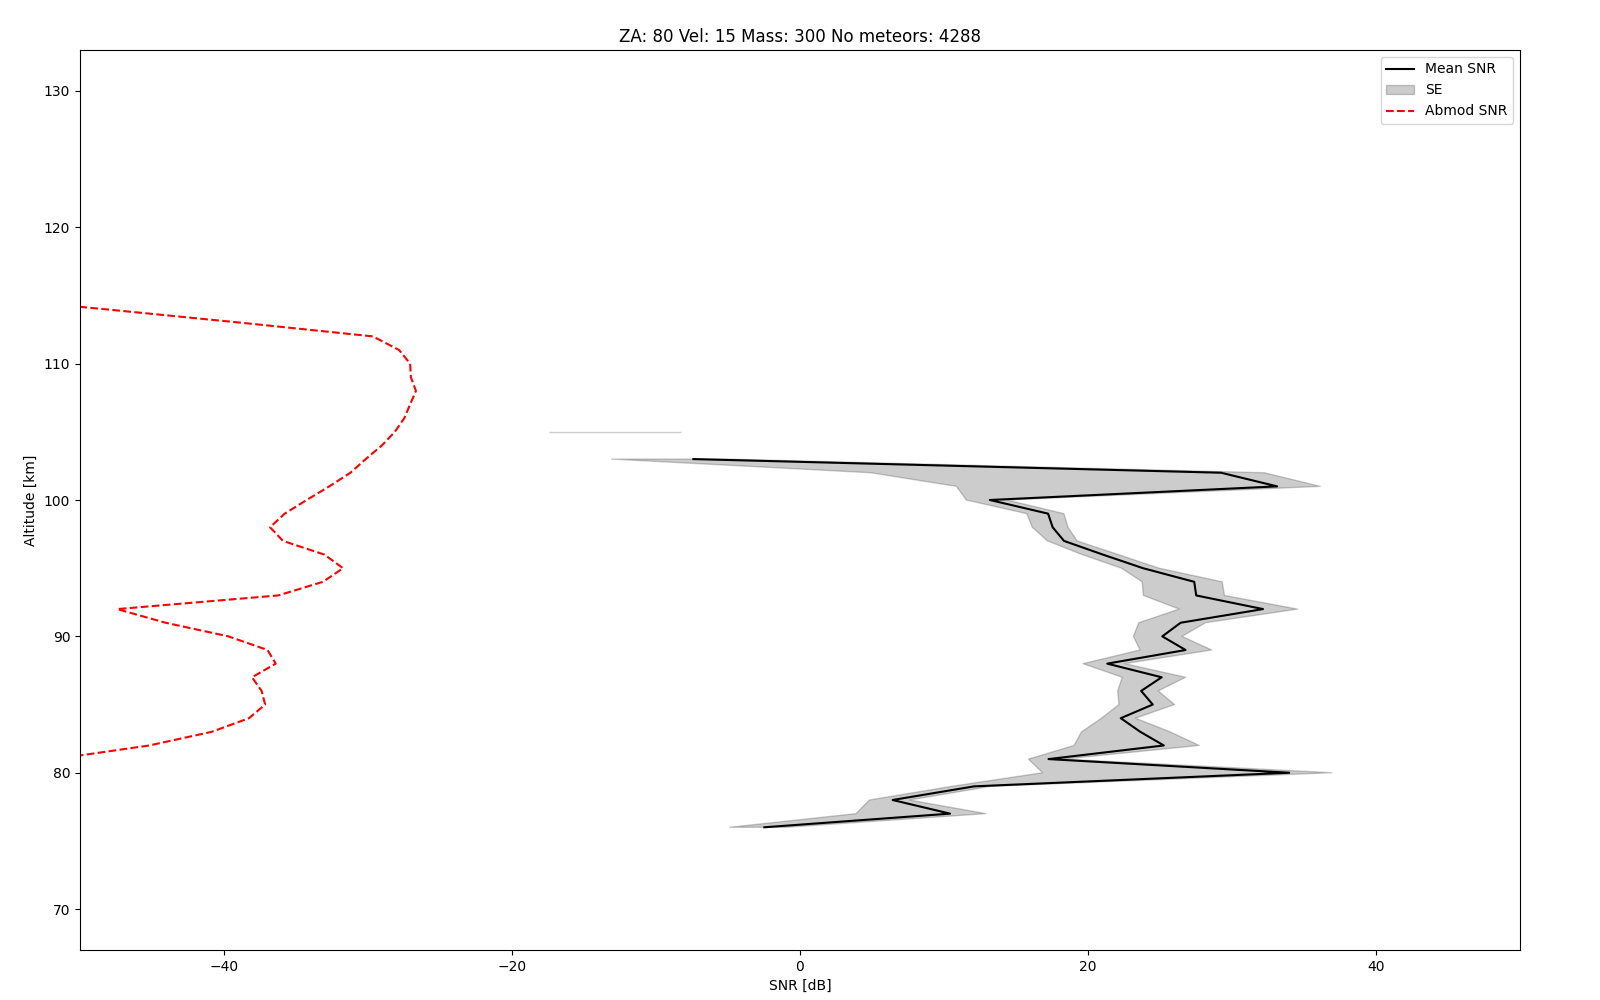 ZA: 80 Vel: 15 Mass: 300 No meteors: 4288
Mean SNR
SE
Abmod SNR
130
120
110
100
90
80
70
Altitude [km]
−40
−20
0
20
40
SNR [dB]